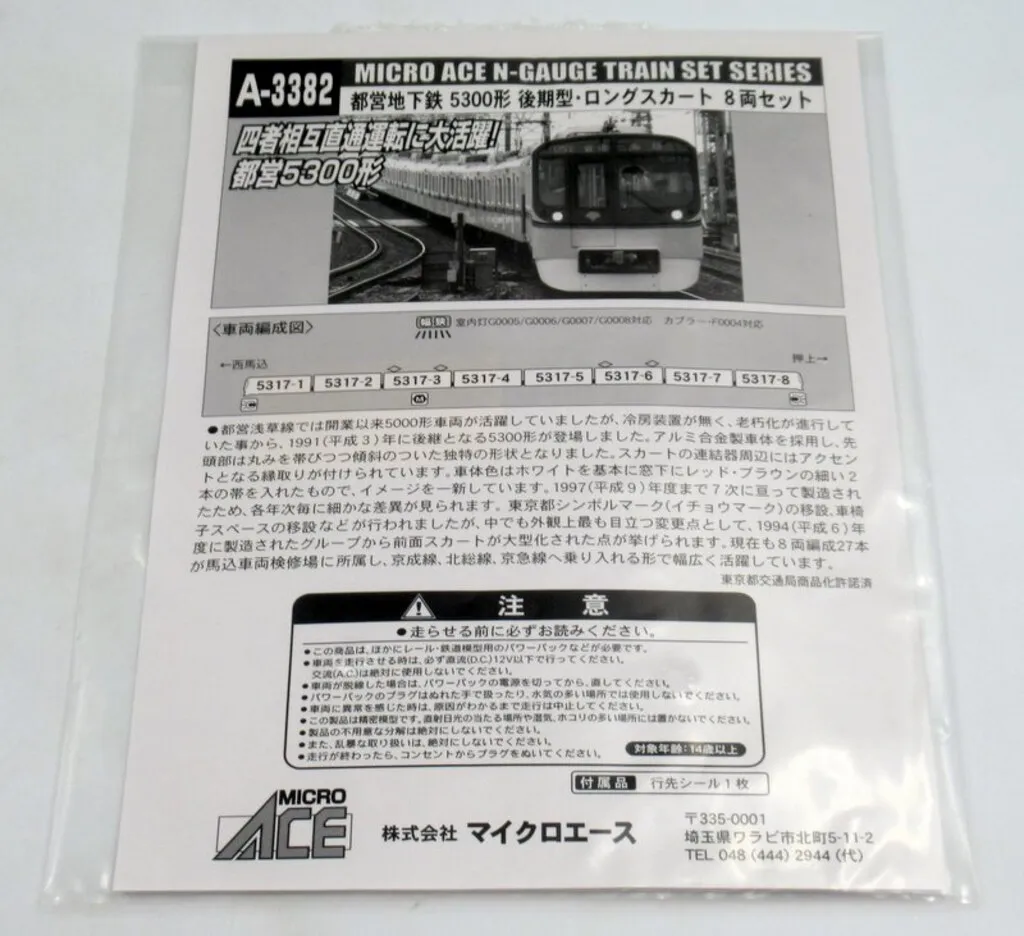 A-3382
MICRO ACE N-GAUGE TRAIN SET SERIES
都営地下鉄 5300形 後期型・ロングスカート 8両セット
四者相互直通運転に大活躍!
都営5300形
〈車両編成図〉
室内灯G0005/G0006/G0007/G0008対応 カプラー…F0004対応
←西馬込
押上→
5317-1 5317-2 5317-3 5317-4 5317-5 5317-6 5317-7 5317-8
M
●都営浅草線では開業以来5000形車両が活躍していましたが、冷房装置が無く、老朽化が進行して
いた事から、1991(平成3)年に後継となる5300形が登場しました。アルミ合金製車体を採用し、先
頭部は丸みを帯びつつ傾斜のついた独特の形状となりました。スカートの連結器周辺にはアクセン
トとなる縁取りが付けられています。車体色はホワイトを基本に窓下にレッド・ブラウンの細い2
本の帯を入れたもので、イメージを一新しています。1997(平成9)年度まで7次に亘って製造され
たため、各年次毎に細かな差異が見られます。東京都シンボルマーク(イチョウマーク)の移設、車椅
子スペースの移設などが行われましたが、中でも外観上最も目立つ変更点として、1994(平成6)年
度に製造されたグループから前面スカートが大型化された点が挙げられます。現在も8両編成27本
が馬込車両検修場に所属し、京成線、北総線、京急線へ乗り入れる形で幅広く活躍しています。
東京都交通局商品化許諾済
注意
●走らせる前に必ずお読みください。
●この商品は、ほかにレール・鉄道模型用のパワーパックなどが必要です。
●車両を走行させる時は、必ず直流(D.C.)12V以下で行ってください。
交流(A.C.)は絶対に使用しないでください。
●車両が脱線した場合は、パワーパックの電源を切ってから、直してください。
●パワーパックのプラグはぬれた手で扱ったり、水気の多い場所では使用しないでください。
●車両に異常を感じた時は、原因がわかるまで走行は中止してください。
●この製品は精密模型です。直射日光の当たる場所や湿気、ホコリの多い場所には置かないでください。
●製品の不用意な分解は絶対にしないでください。
●また、乱暴な取り扱いは、絶対にしないでください。
●走行が終わったら、コンセントからプラグをぬいてください。
対象年齢:14歳以上
付属品 行先シール1枚
MICRO
ACE
株式会社 マイクロエース
〒335-0001
埼玉県ワラビ市北町5-11-2
TEL 048 (444) 2944 (代)